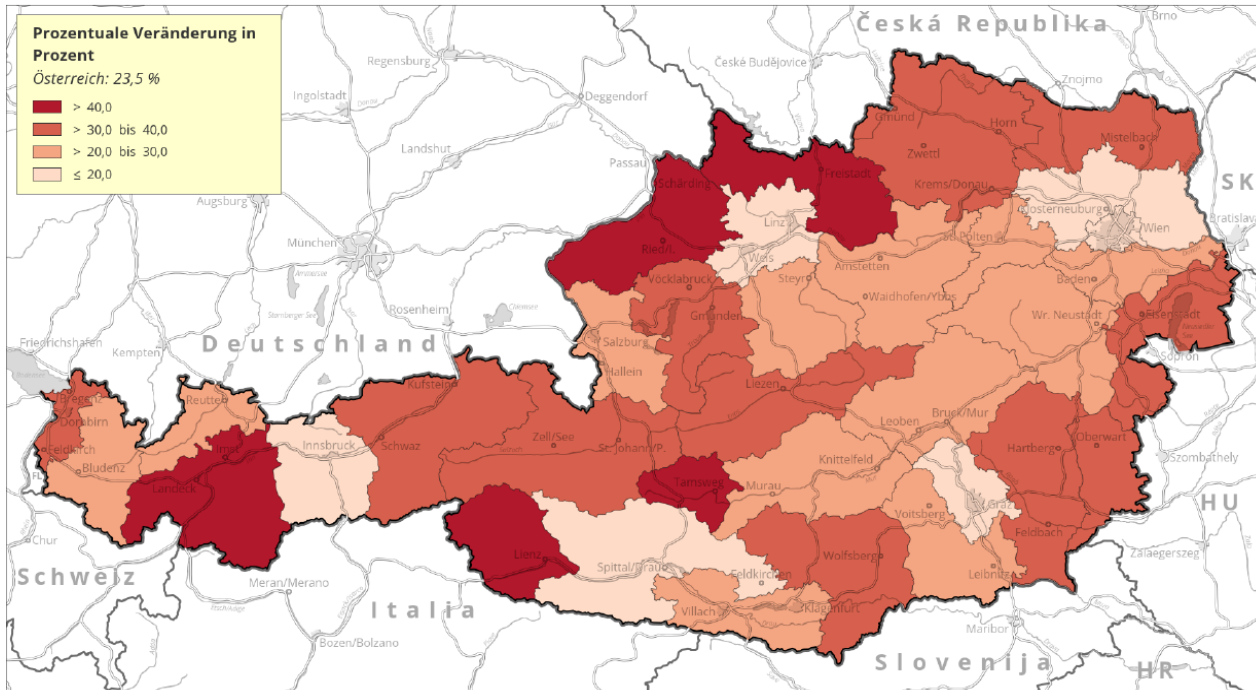 Prozentuale Veränderung in
Prozent
Österreich: 23,5 %
> 40,0
> 30,0 bis 40,0
> 20,0 bis 30,0
≤ 20,0
Česká Republika
Brno
Regensburg
České Budějovice
Znojmo
Ingolstadt
Deggendorf
Gmünd
Horn
Mistelbach
Landshut
Zwettl
Passau
Freistadt
SK
Schärding
Krems/Donau
Augsburg
Klosterneuburg
Bratislava
Linz
Wien
München
Ried/I.
St. Pölten
Wels
Amstetten
Vöcklabruck
Steyr
Baden
Rosenheim
Waidhofen/Ybbs
Gmunden
Eisenstadt
Wr. Neustadt
Friedrichshafen
Deutschland
Salzburg
Kempten
Sopron
Hallein
Kufstein
Liezen
Bregenz
Reutte
Dornbirn
Leoben
Bruck/Mur
Feldkirch
Innsbruck
Schwaz
Zell/See
St. Johann/P.
Hartberg
Oberwart
Imst
Knittelfeld
Szombathely
Bludenz
Landeck
Tamsweg
Murau
HU
Voitsberg
Graz
Feldbach
Chur
Lienz
Wolfsberg
Zalaegerszeg
Schweiz
Spittal/Drau
Feldkirchen
Leibnitz
Meran/Merano
Italia
Villach
Klagenfurt
Maribor
Bozen/Bolzano
Slovenija
HR